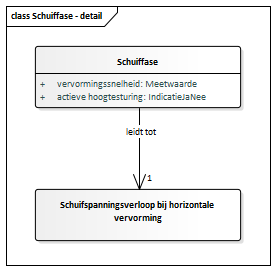 class Schuiffase - detail
Schuiffase
+ vervormingssnelheid: Meetwaarde
+ actieve hoogtesturing: IndicatieJaNee
leidt tot
1
Schuifspanningsverloop bij horizontale
vervorming